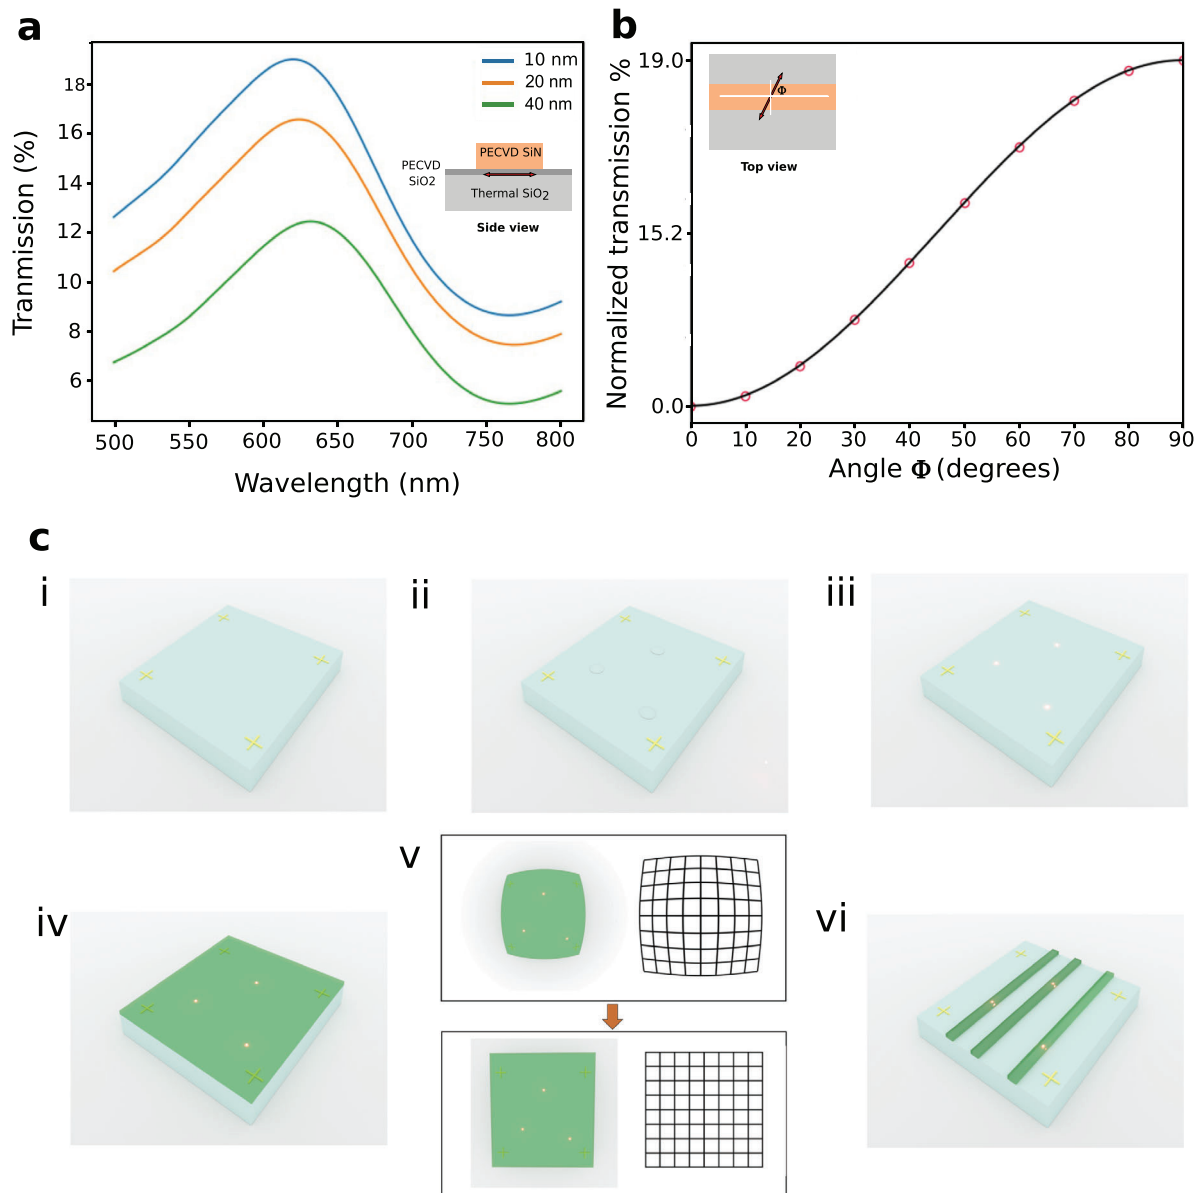 a
Tranmission (%)
18
16
14
12
10
8
6
500 550 600 650 700 750 800
Wavelength (nm)
10 nm
20 nm
40 nm
PECVD SiN
PECVD
SiO2
Thermal SiO2
Side view
b
Normalized transmission %
19.0
15.2
0.0
0 10 20 30 40 50 60 70 80 90
Angle Φ (degrees)
Φ
Top view
c
i
ii
iii
iv
v
vi